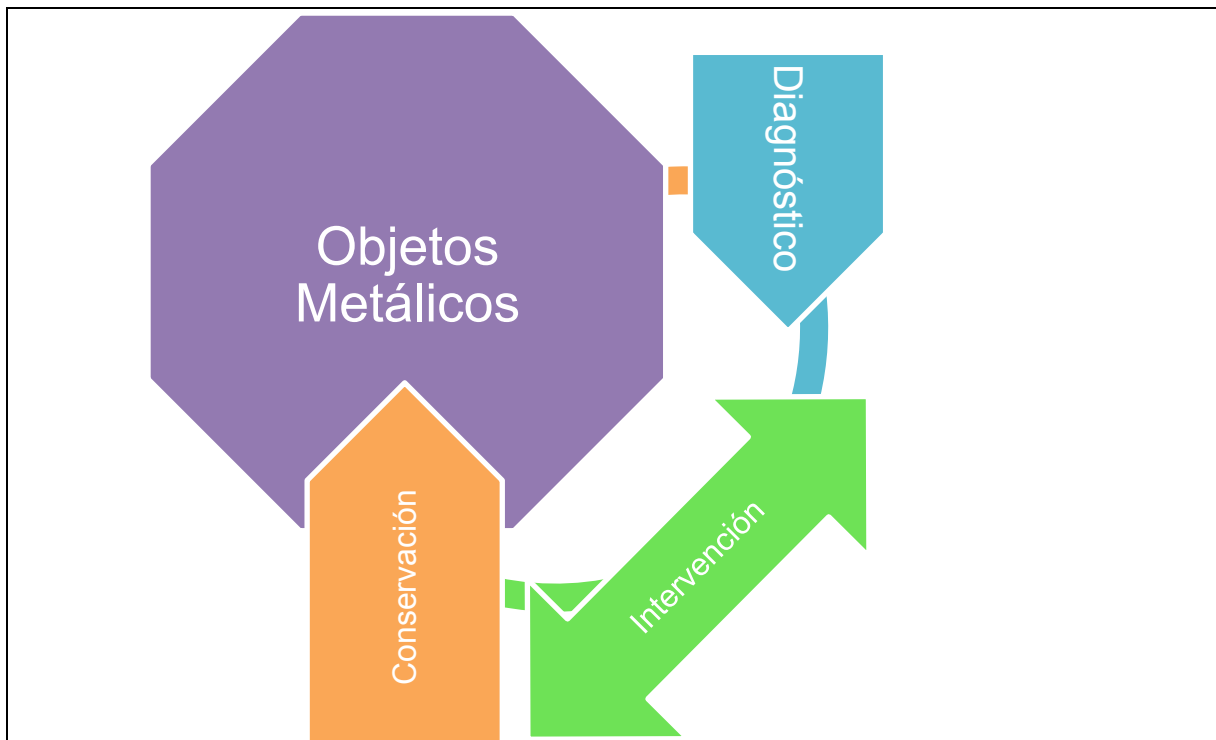 Objetos
Metálicos
Diagnóstico
Intervención
Conservación